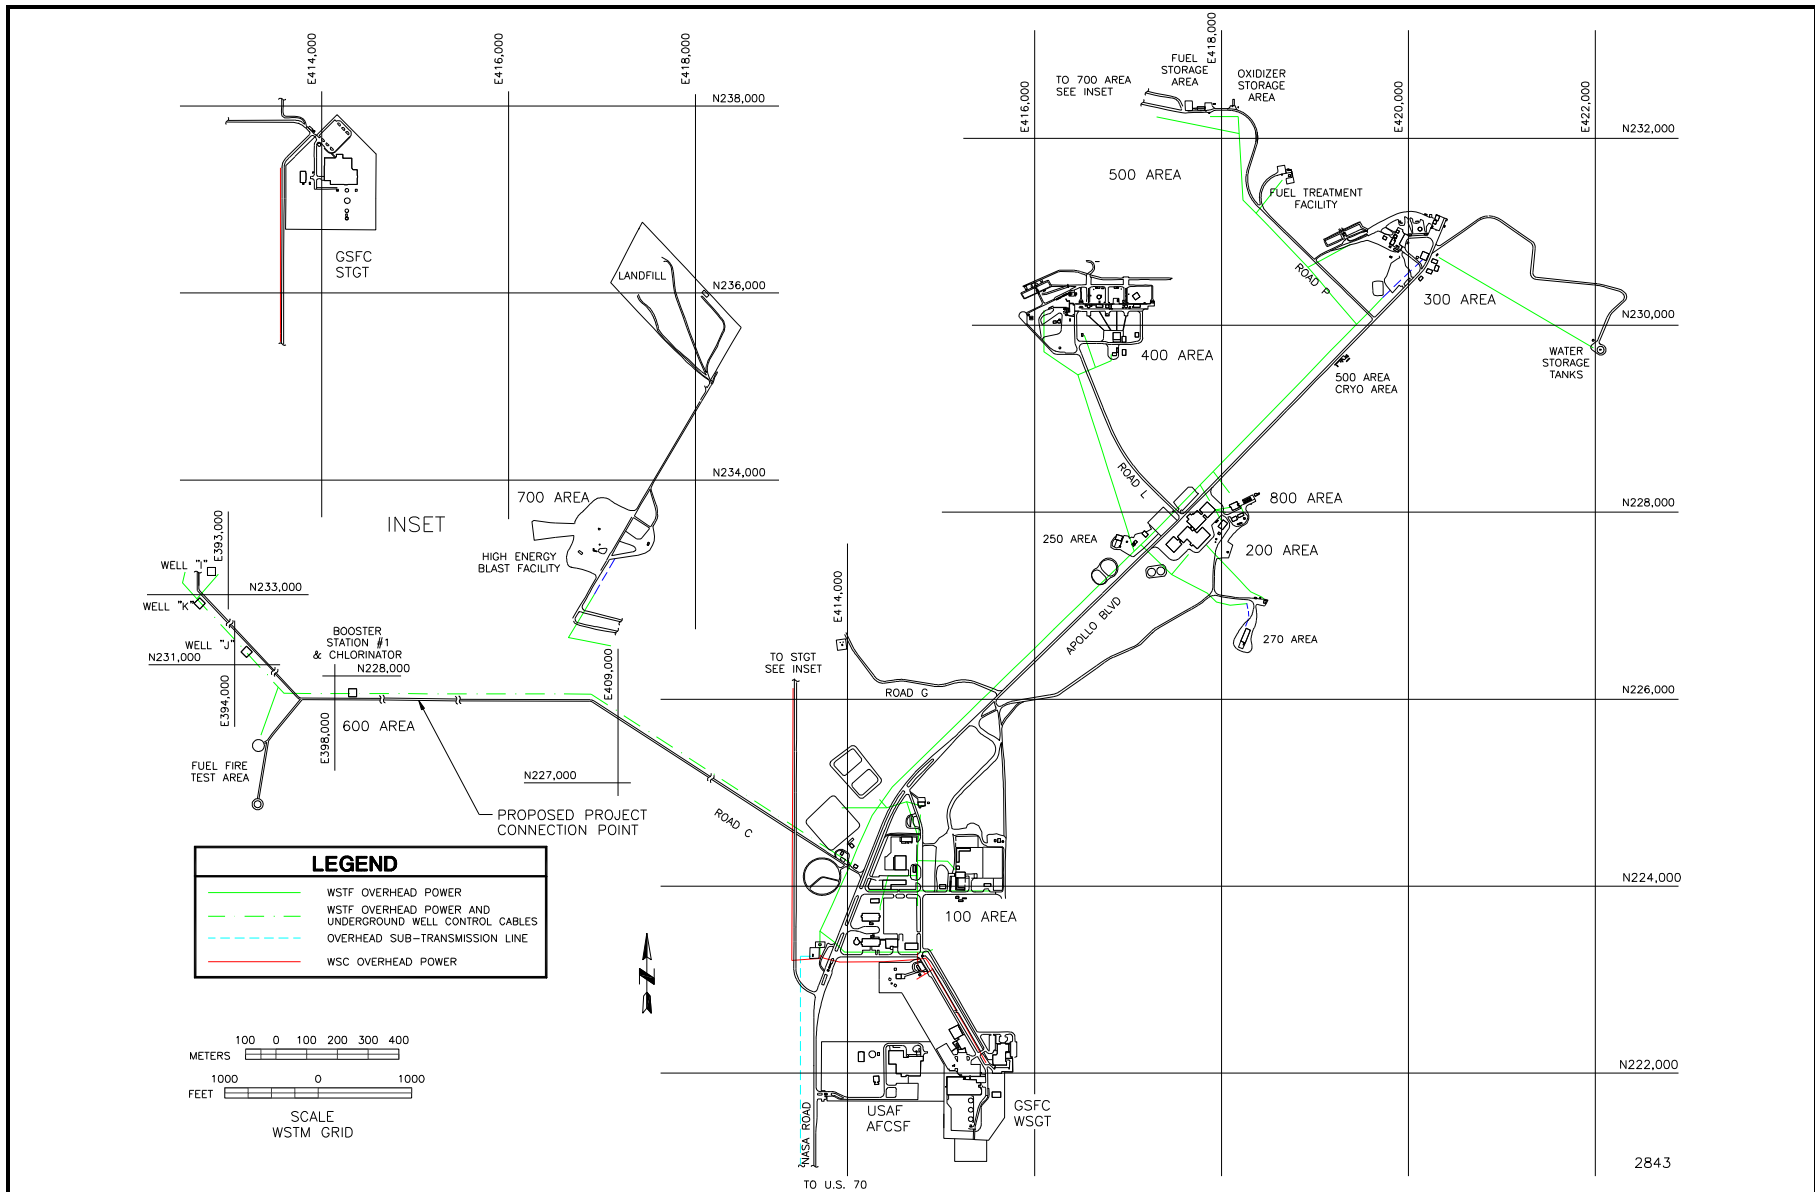 E414,000
E416,000
E418,000
N238,000
GSFC
STGT
LANDFILL
N236,000
N234,000
700 AREA
INSET
HIGH ENERGY
BLAST FACILITY
E416,000
E418,000
E420,000
E422,000
TO 700 AREA
SEE INSET
FUEL
STORAGE
AREA
OXIDIZER
STORAGE
AREA
N232,000
500 AREA
FUEL TREATMENT
FACILITY
ROAD P
300 AREA
N230,000
400 AREA
WATER
STORAGE
TANKS
500 AREA
CRYO AREA
ROAD L
800 AREA
N228,000
250 AREA
200 AREA
E414,000
APOLLO BLVD
270 AREA
E393,000
WELL "I"
N233,000
WELL "K"
WELL "J"
N231,000
E394,000
BOOSTER
STATION #1
& CHLORINATOR
N228,000
E398,000
600 AREA
E409,000
N227,000
FUEL FIRE
TEST AREA
TO STGT
SEE INSET
ROAD G
N226,000
PROPOSED PROJECT
CONNECTION POINT
ROAD C
LEGEND
WSTF OVERHEAD POWER
WSTF OVERHEAD POWER AND
UNDERGROUND WELL CONTROL CABLES
OVERHEAD SUB-TRANSMISSION LINE
WSC OVERHEAD POWER
N224,000
100 AREA
N
METERS
100 0 100 200 300 400
FEET
1000 0 1000
SCALE
WSTM GRID
N222,000
NASA ROAD
USAF
AFCSF
GSFC
WSGT
TO U.S. 70
2843